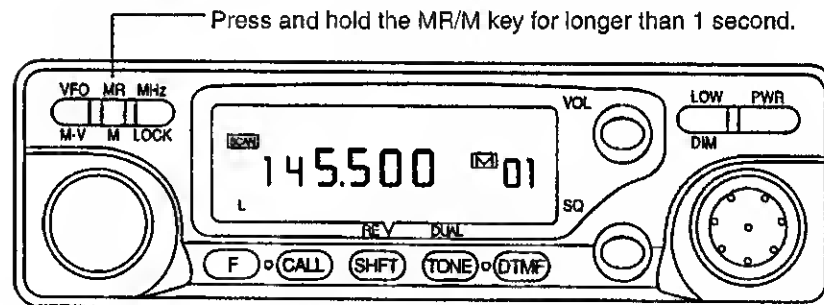 Press and hold the MR/M key for longer than 1 second.
VFO MR MHz
M·V M LOCK
VOL
LOW PWR
DIM
SCAN
145.500 M 01
L
SQ
REV DUAL
F CALL SHFT TONE DTMF